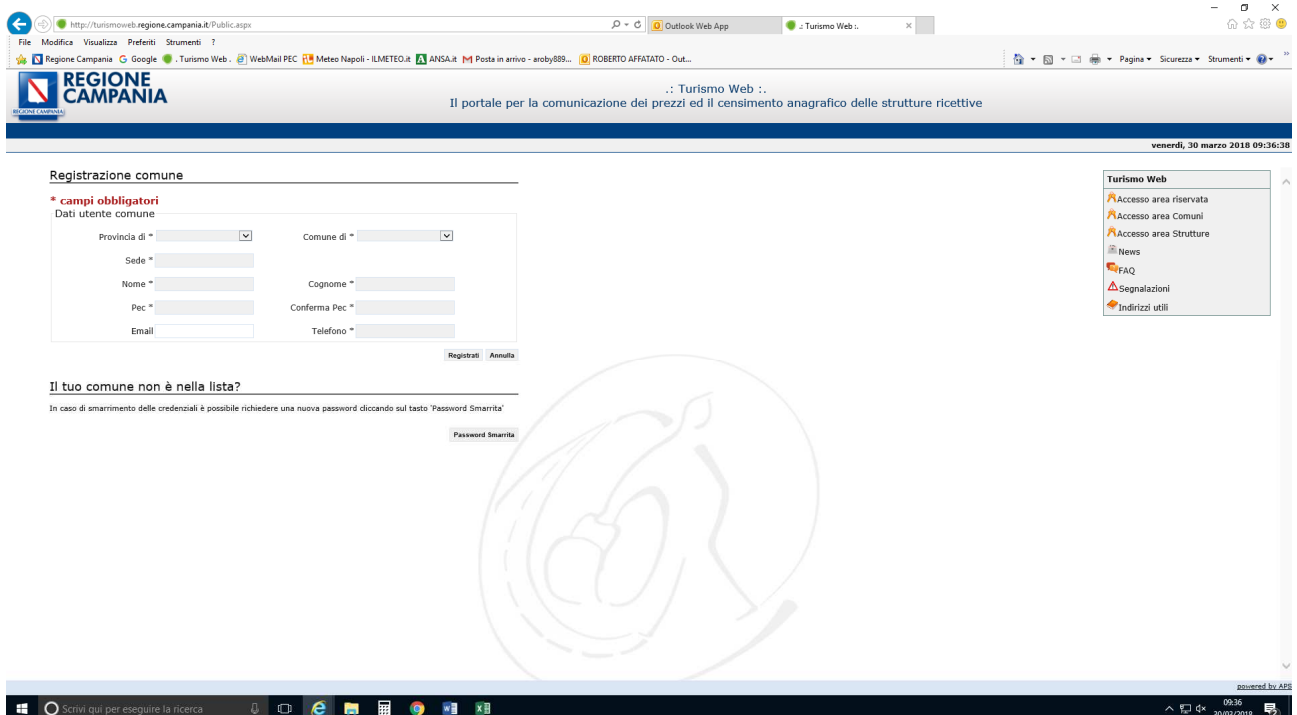 http://turismoweb.regione.campania.it/Public.aspx
Outlook Web App
.: Turismo Web :.
File Modifica Visualizza Preferiti Strumenti ?
Regione Campania Google . Turismo Web . WebMail PEC Meteo Napoli - ILMETEO.it ANSA.it Posta in arrivo - aroby889... ROBERTO AFFATATO - Out...
Pagina Sicurezza Strumenti
REGIONE
CAMPANIA
REGIONE CAMPANIA
.: Turismo Web :.
Il portale per la comunicazione dei prezzi ed il censimento anagrafico delle strutture ricettive
venerdì, 30 marzo 2018 09:36:38
Registrazione comune
* campi obbligatori
Dati utente comune
Provincia di * Comune di *
Sede *
Nome * Cognome *
Pec * Conferma Pec *
Email Telefono *
Registrati Annulla
Il tuo comune non è nella lista?
In caso di smarrimento delle credenziali è possibile richiedere una nuova password cliccando sul tasto 'Password Smarrita'
Password Smarrita
Turismo Web
Accesso area riservata
Accesso area Comuni
Accesso area Strutture
News
FAQ
Segnalazioni
Indirizzi utili
powered by APS
Scrivi qui per eseguire la ricerca
09:36
30/03/2018